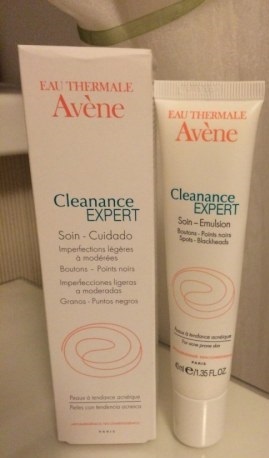 EAU THERMALE
Avène
Cleanance
EXPERT
Soin - Cuidado
Imperfections légères
à modérées
Boutons - Points noirs
Imperfecciones ligeras
a moderadas
Granos - Puntos negros
Peaux à tendance acnéique
Pieles con tendencia acneica
PARIS
EAU THERMALE
Avène
Cleanance
EXPERT
Soin - Emulsion
Boutons - Points noirs
Spots - Blackheads
Peaux à tendance acnéique
For acne prone skin
PARIS
40 ml℮/1.35 FL.OZ.